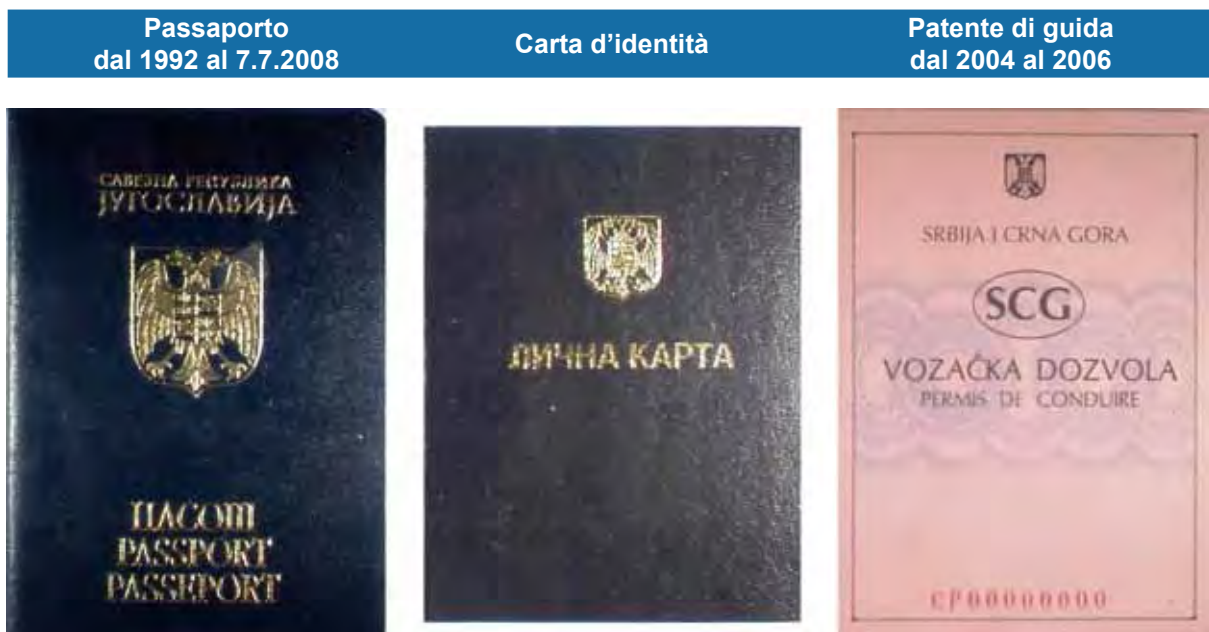 Passaporto
dal 1992 al 7.7.2008
Carta d’identità
Patente di guida
dal 2004 al 2006
САВЕЗНА РЕПУБЛИКА
ЈУГОСЛАВИЈА
ПАСОШ
PASSPORT
PASSEPORT
ЛИЧНА КАРТА
SRBIJA I CRNA GORA
SCG
VOZAČKA DOZVOLA
PERMIS DE CONDUIRE
CP00000000